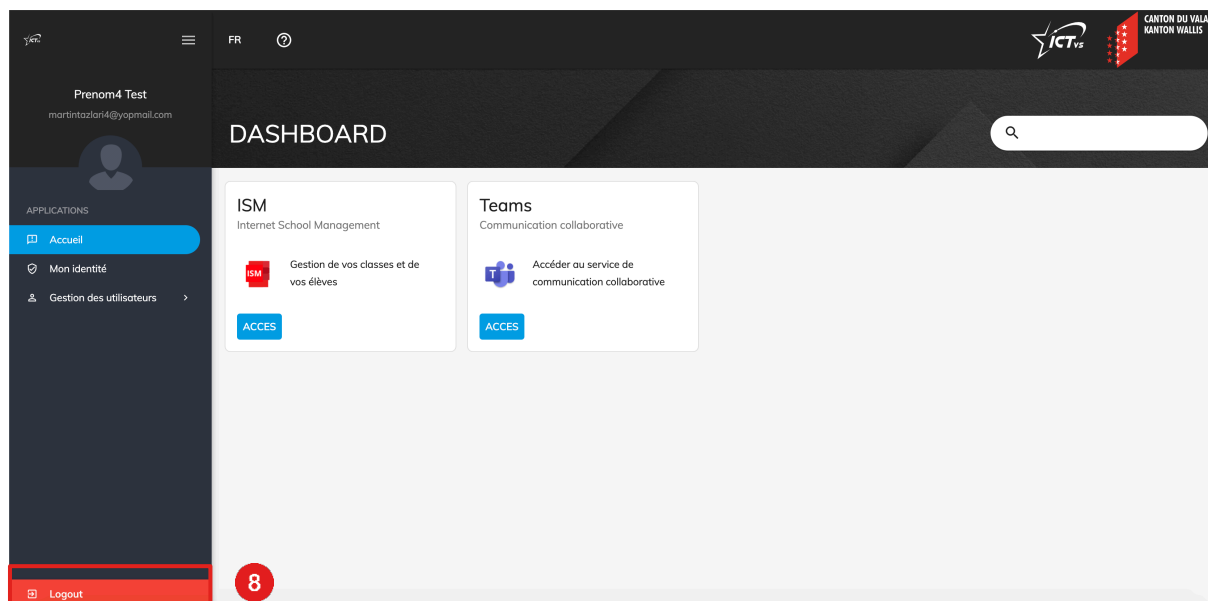 ICTvs
FR
ICTvs
CANTON DU VALA
KANTON WALLIS
Prenom4 Test
martintazlari4@yopmail.com
DASHBOARD
APPLICATIONS
Accueil
Mon identité
Gestion des utilisateurs
ISM
Internet School Management
ISM
Gestion de vos classes et de
vos élèves
ACCES
Teams
Communication collaborative
T
Accéder au service de
communication collaborative
ACCES
Logout
8